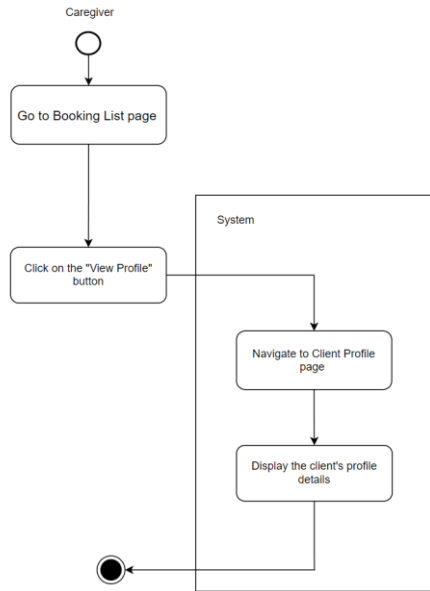 Caregiver
Go to Booking List page
System
Click on the "View Profile"
button
Navigate to Client Profile
page
Display the client's profile
details